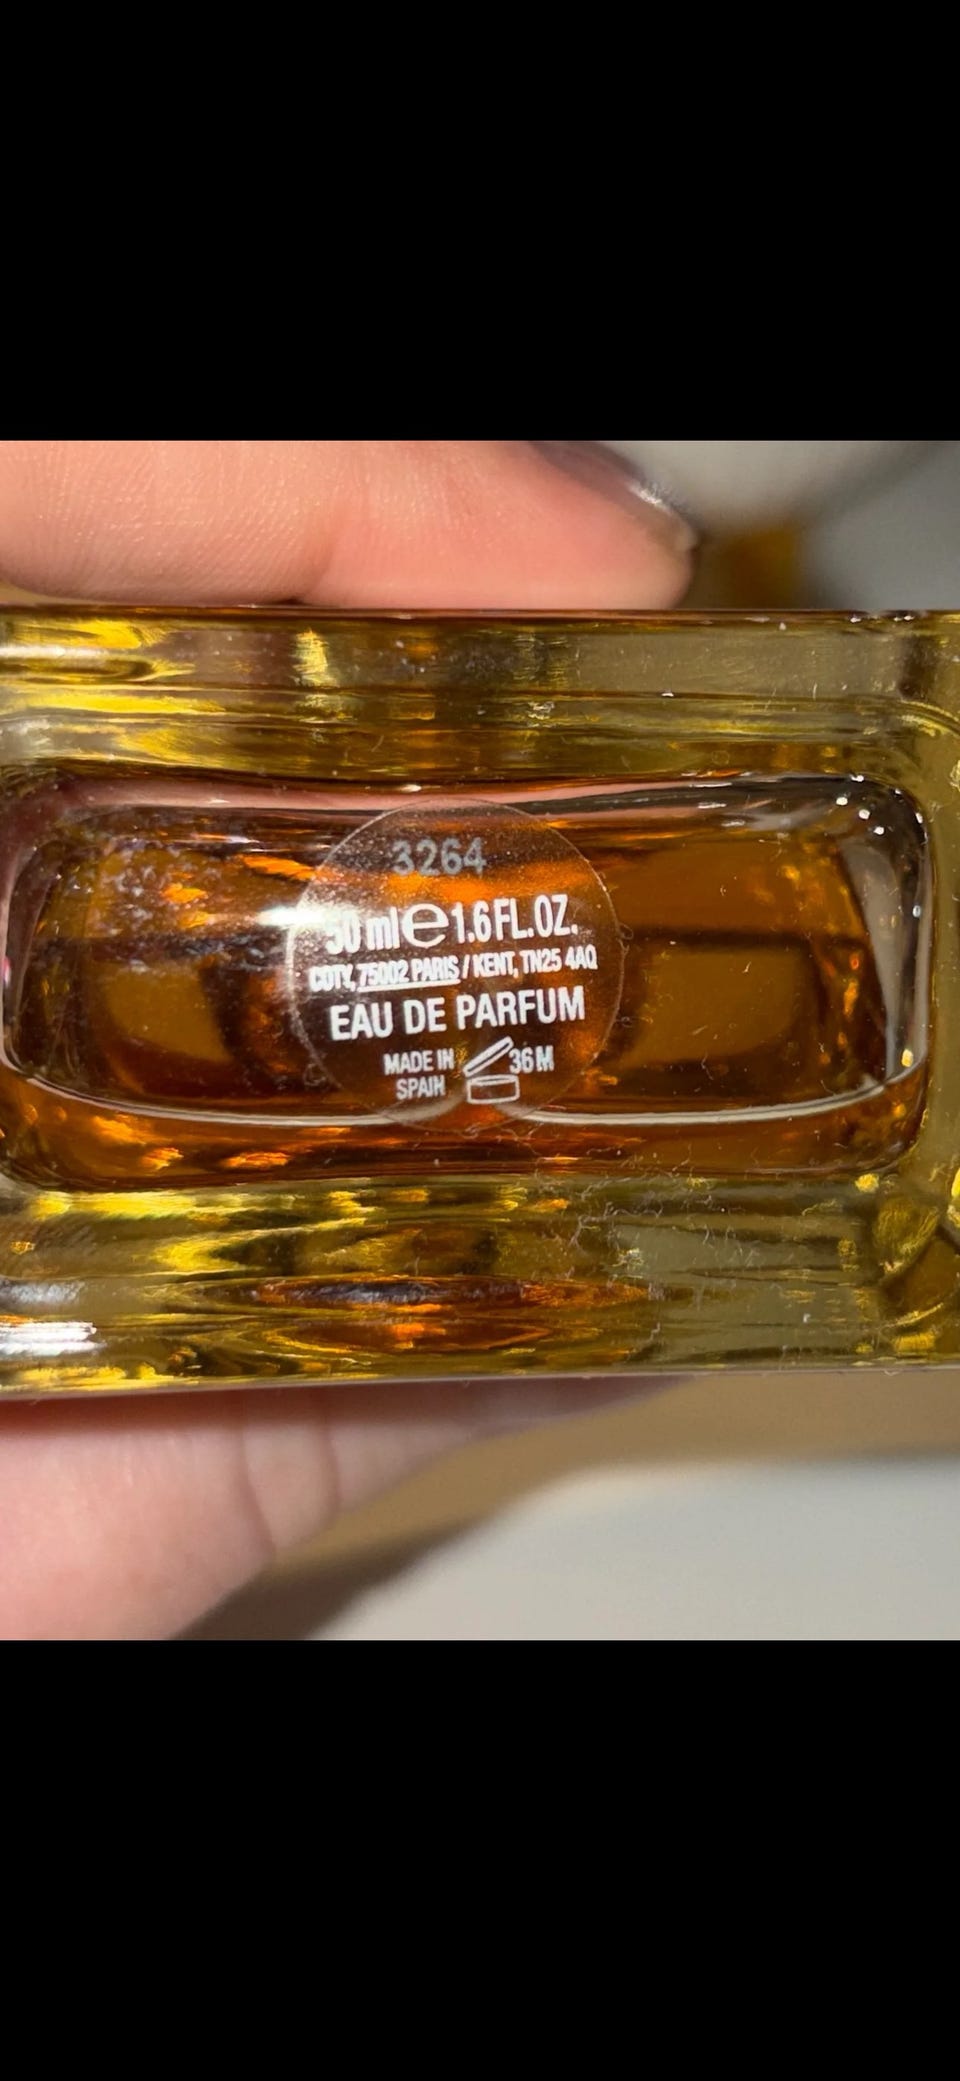 3264
50 ml e 1.6 FL.OZ.
COTY, 75002 PARIS / KENT, TN25 4AQ
EAU DE PARFUM
MADE IN 36 M
SPAIN